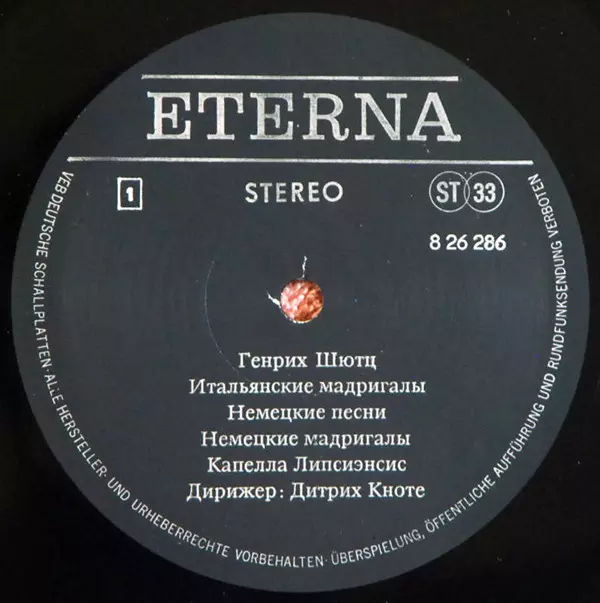 ETERNA
1
STEREO
ST 33
8 26 286
Генрих Шютц
Итальянские мадригалы
Немецкие песни
Немецкие мадригалы
Капелла Липсиэнсис
Дирижер: Дитрих Кноте
VEB DEUTSCHE SCHALLPLATTEN · ALLE HERSTELLER- UND URHEBERRECHTE VORBEHALTEN · ÜBERSPIELUNG, ÖFFENTLICHE AUFFÜHRUNG UND RUNDFUNKSENDUNG VERBOTEN